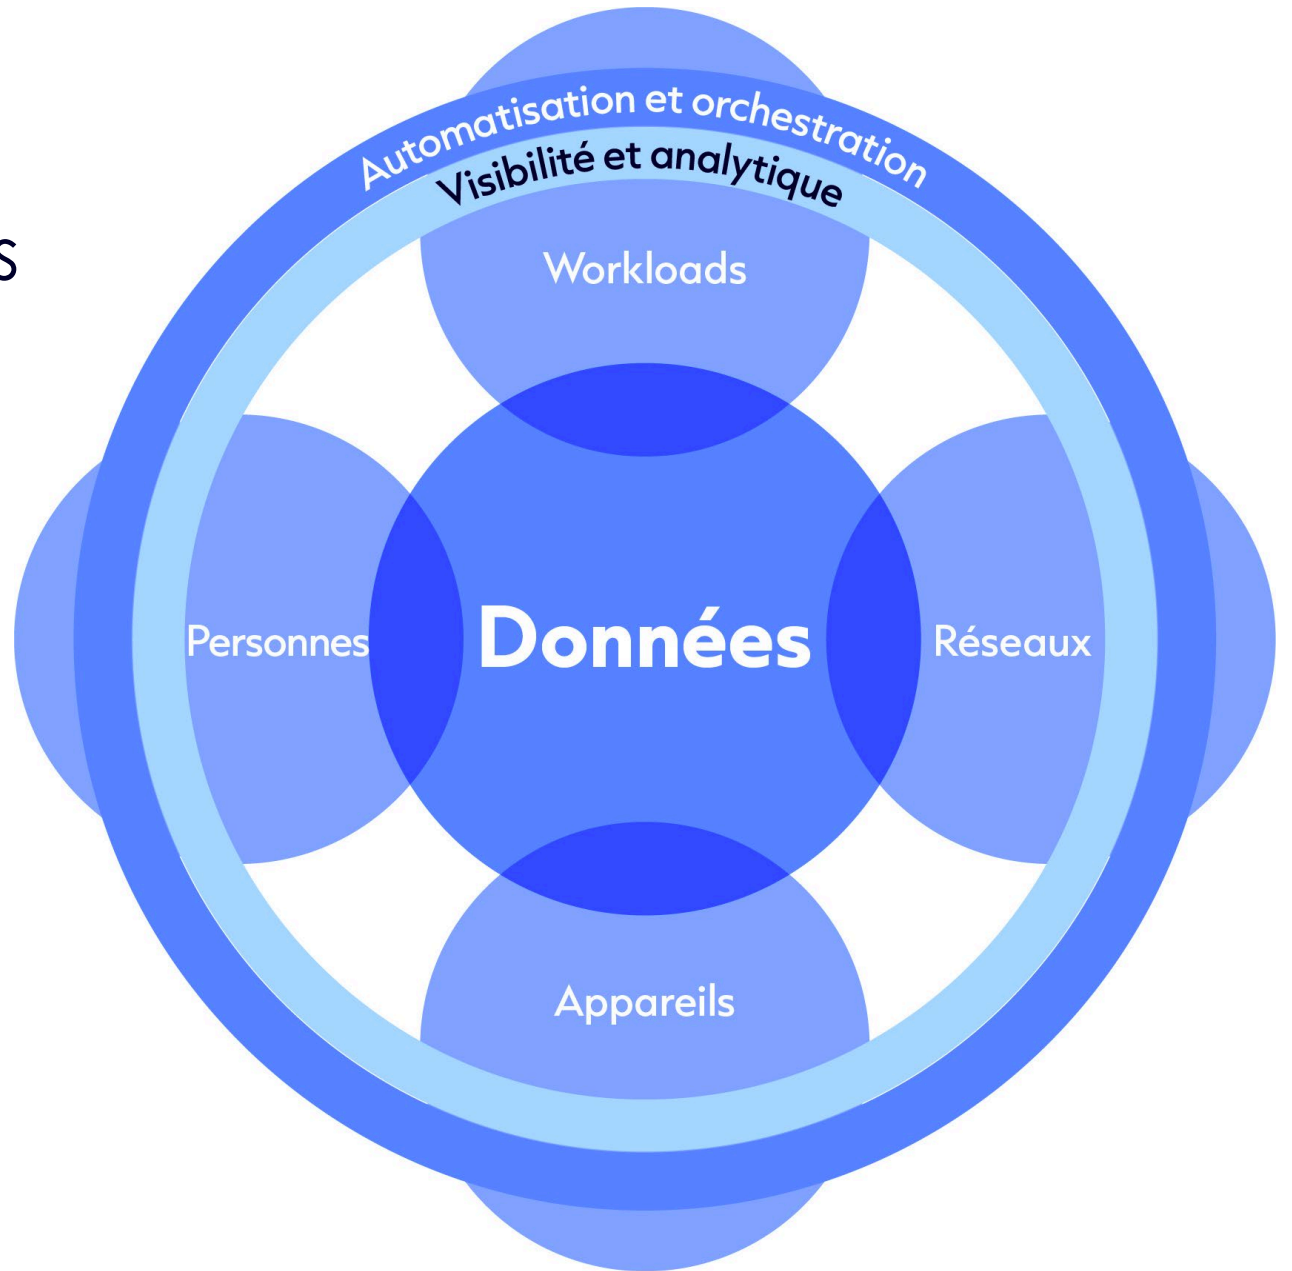 Automatisation et orchestration
Visibilité et analytique
s
Workloads
Personnes
Données
Réseaux
Appareils